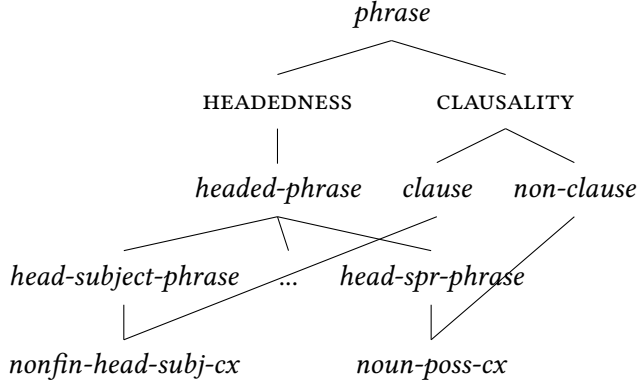 phrase
HEADEDNESS CLAUSALITY
headed-phrase clause non-clause
head-subject-phrase ... head-spr-phrase
nonfin-head-subj-cx noun-poss-cx